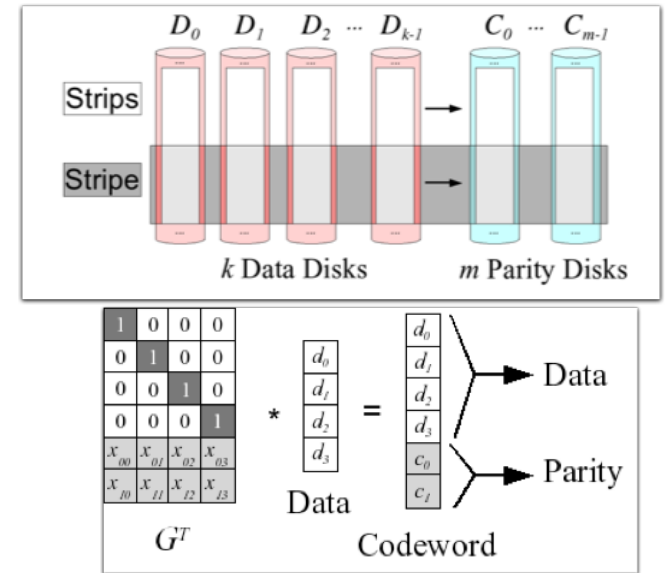 D0 D1 D2 ... Dk-1 C0 ... Cm-1
Strips
Stripe
k Data Disks m Parity Disks
1 0 0 0
0 1 0 0
0 0 1 0
0 0 0 1
x00 x01 x02 x03
x10 x11 x12 x13
GT
*
d0
d1
d2
d3
Data
=
d0
d1
d2
d3
c0
c1
Codeword
Data
Parity